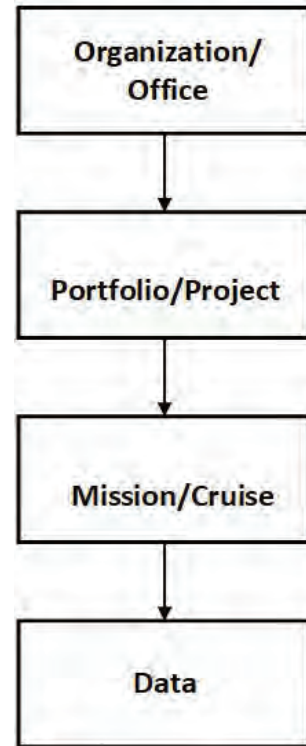 Organization/
Office
Portfolio/Project
Mission/Cruise
Data